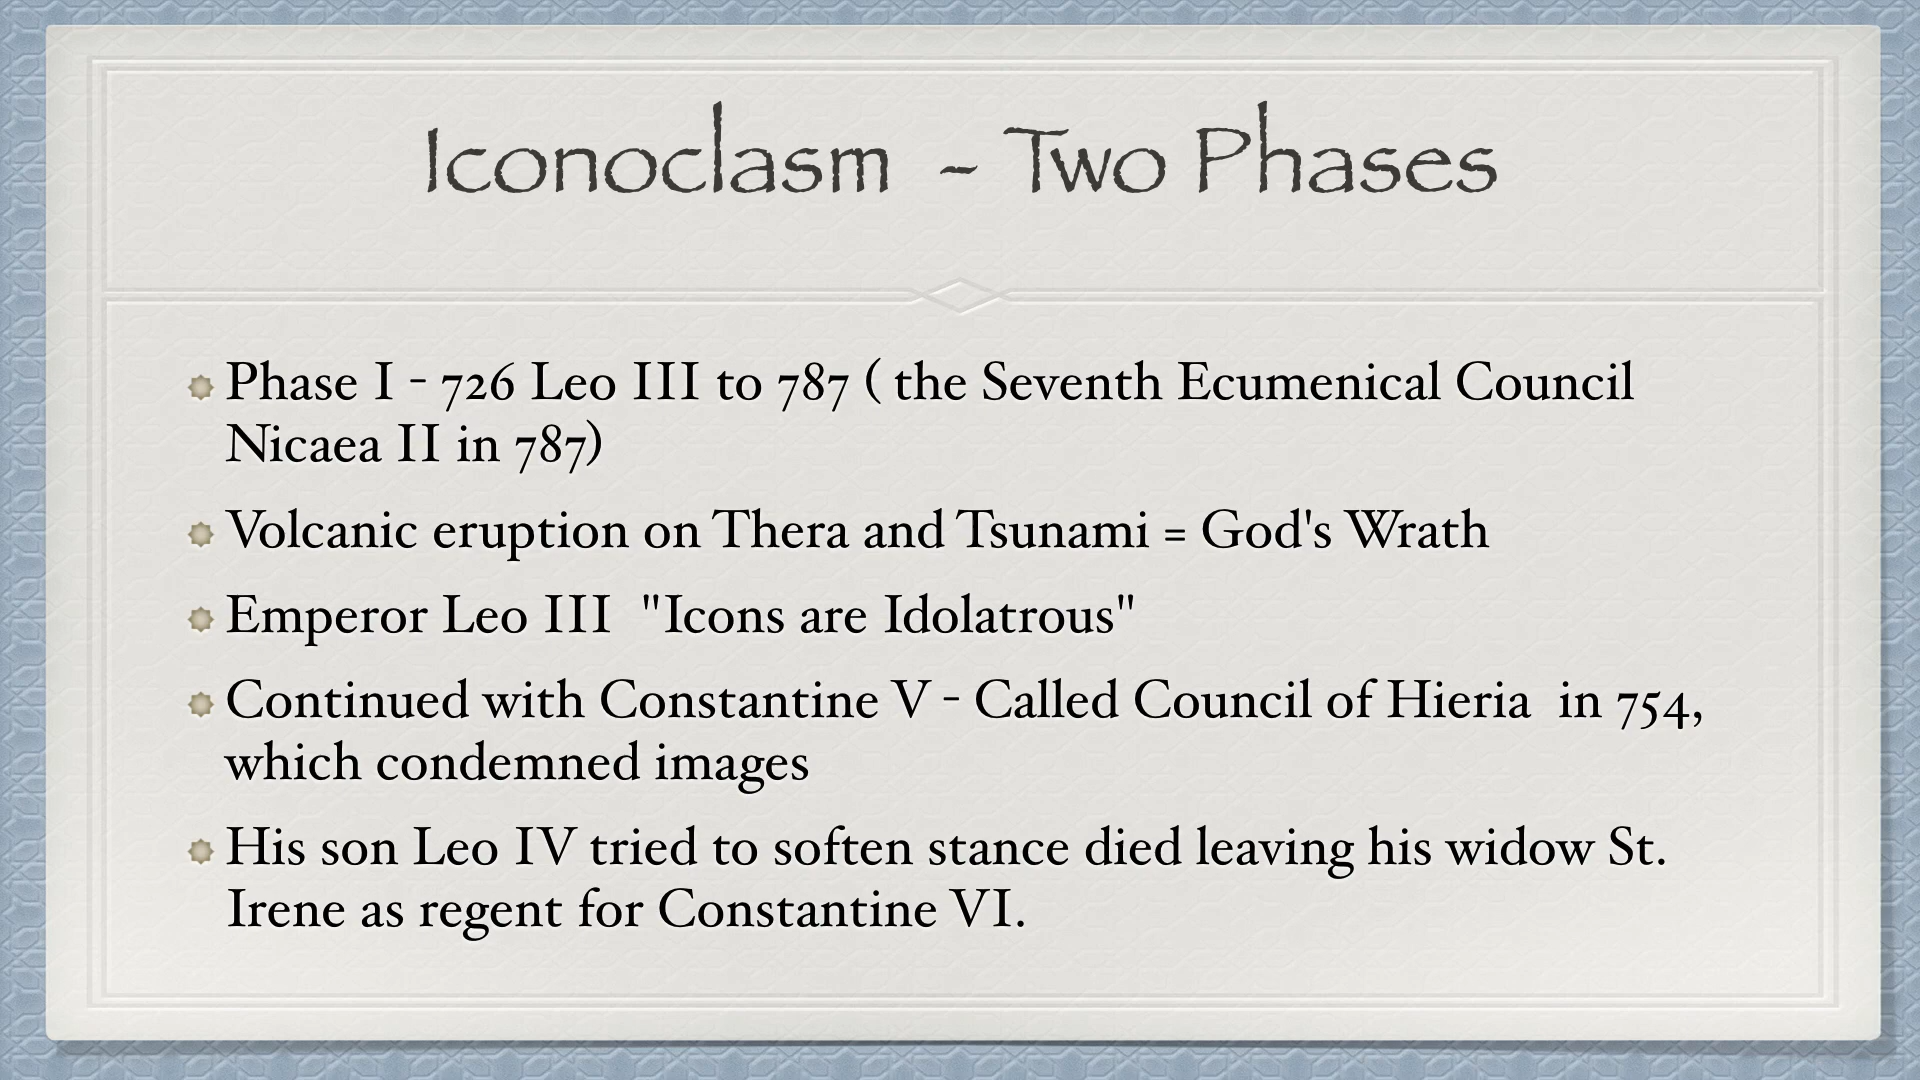 Iconoclasm - Two Phases
Phase I - 726 Leo III to 787 ( the Seventh Ecumenical Council
Nicaea II in 787)
Volcanic eruption on Thera and Tsunami = God's Wrath
Emperor Leo III "Icons are Idolatrous"
Continued with Constantine V - Called Council of Hieria in 754,
which condemned images
His son Leo IV tried to soften stance died leaving his widow St.
Irene as regent for Constantine VI.